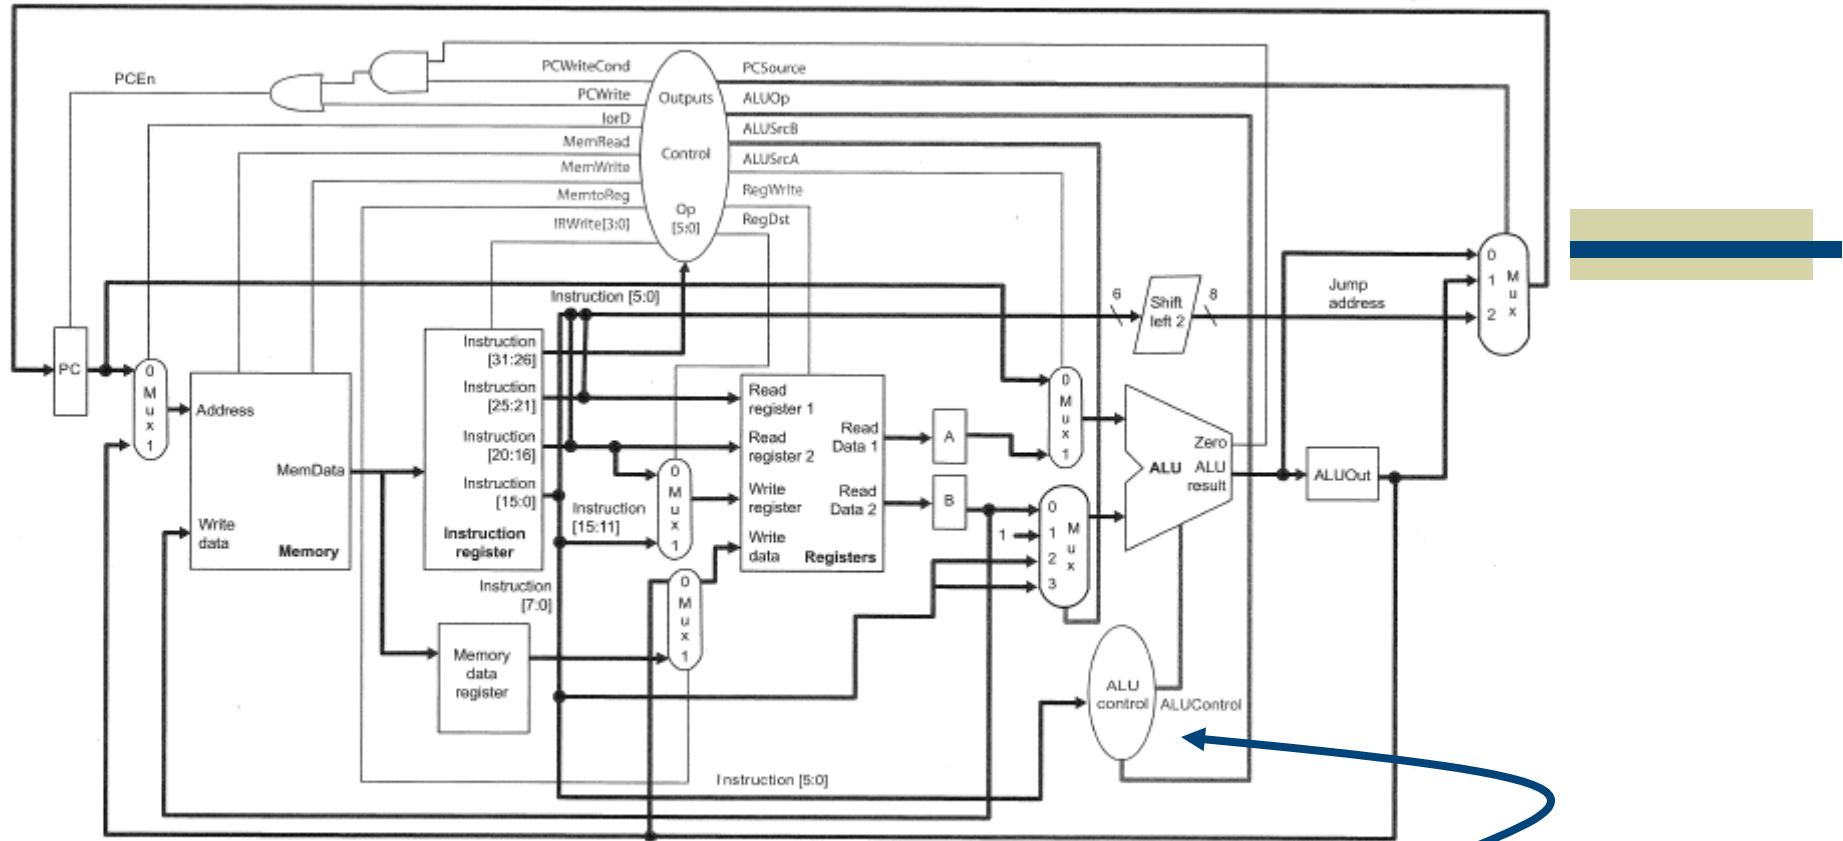 PCEn
PCWriteCond
PCWrite
IorD
MemRead
MemWrite
MemtoReg
IRWrite[3:0]
Outputs
Control
Op
[5:0]
PCSource
ALUOp
ALUSrcB
ALUSrcA
RegWrite
RegDst
PC
0
M
u
x
1
Address
MemData
Write
data
Memory
Instruction [5:0]
Instruction
[31:26]
Instruction
[25:21]
Instruction
[20:16]
Instruction
[15:0]
Instruction
register
Instruction
[15:11]
Instruction
[7:0]
Memory
data
register
0
M
u
x
1
0
M
u
x
1
Read
register 1
Read
register 2
Write
register
Write
data
Registers
Read
Data 1
Read
Data 2
A
B
0
M
u
x
1
1
0
1
2
3
M
u
x
6
Shift
left 2
8
Jump
address
Zero
ALU
ALU
result
ALUOut
0
1
2
M
u
x
ALU
control
ALUControl
Instruction [5:0]